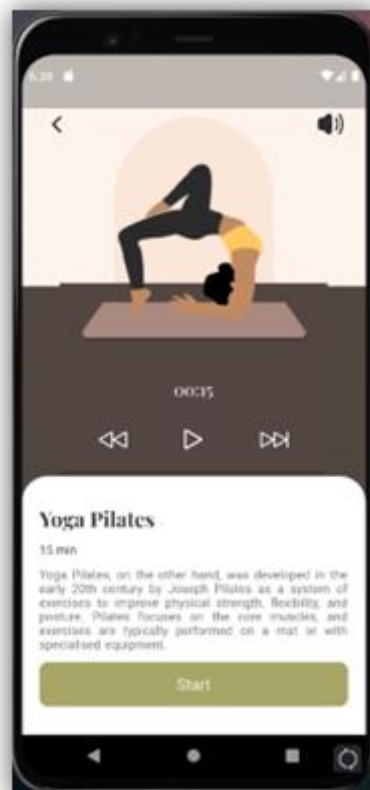 5:28
00:15
Yoga Pilates
15 min
Yoga Pilates, on the other hand, was developed in the
early 20th century by Joseph Pilates as a system of
exercises to improve physical strength, flexibility, and
posture. Pilates focuses on the core muscles, and
exercises are typically performed on a mat or with
specialised equipment.
Start